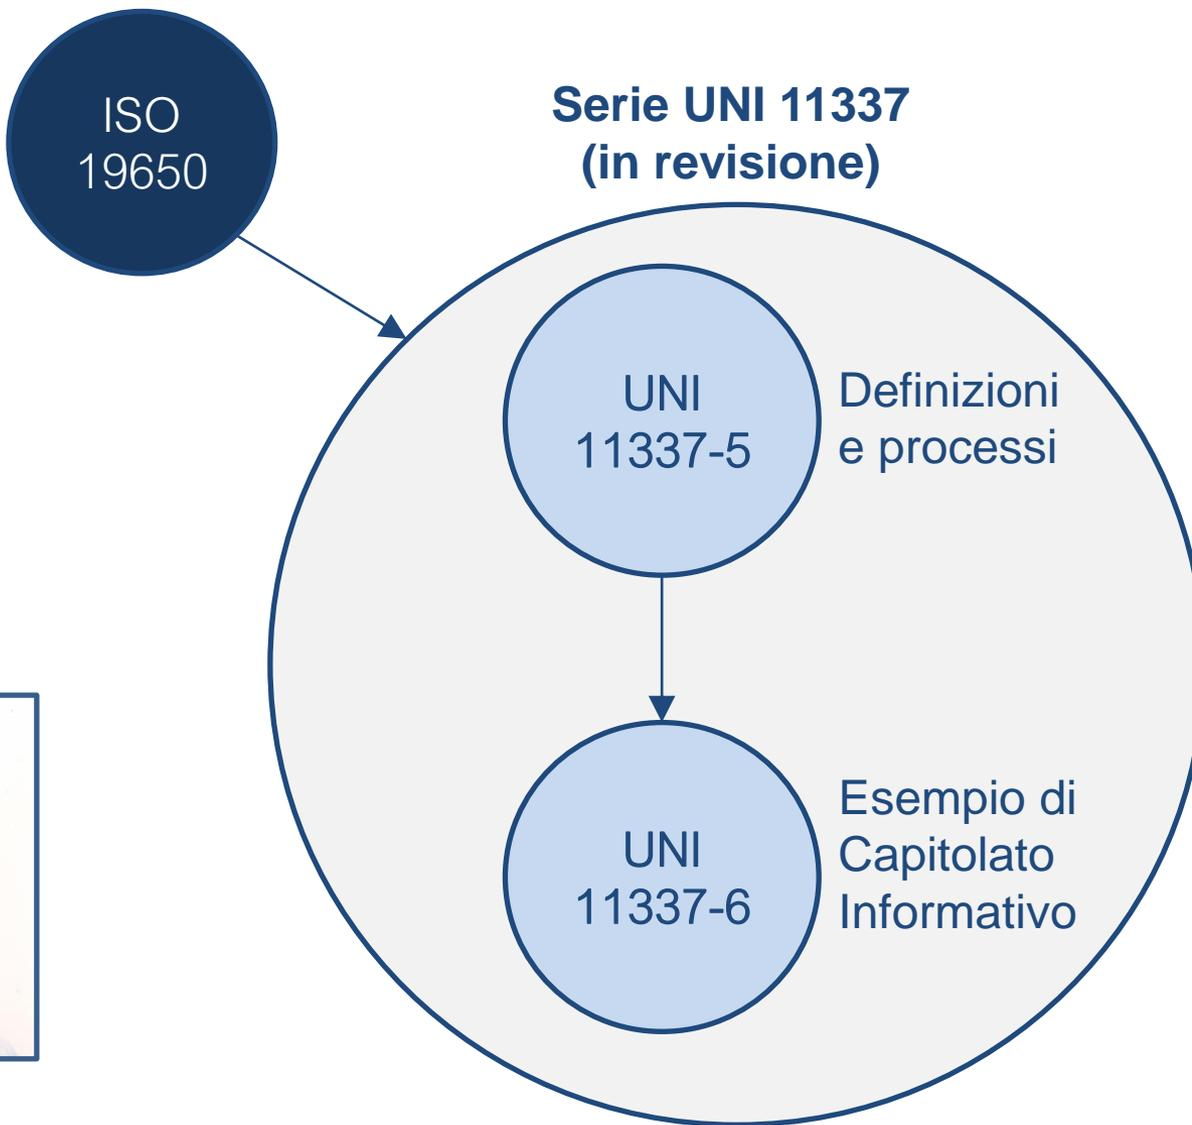 ISO
19650
Serie UNI 11337
(in revisione)
UNI
11337-5
Definizioni
e processi
UNI
11337-6
Esempio di
Capitolato
Informativo